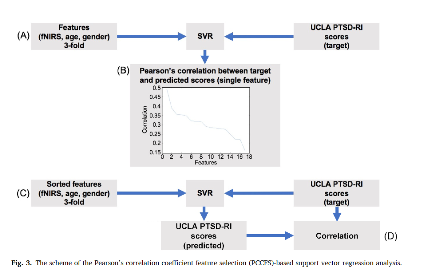 (A)
Features
(fNIRS, age, gender)
3-fold
SVR
UCLA PTSD-RI
scores
(target)
(B)
Pearson's correlation between target
and predicted scores (single feature)
Correlation
0.5
0.45
0.4
0.35
0.3
0.25
0.2
0.15
0 2 4 6 8 10 12 14 16 18
Features
(C)
Sorted features
(fNIRS, age, gender)
3-fold
SVR
UCLA PTSD-RI
scores
(target)
UCLA PTSD-RI
scores
(predicted)
Correlation
(D)
Fig. 3. The scheme of the Pearson's correlation coefficient feature selection (PCCFS)-based support vector regression analysis.